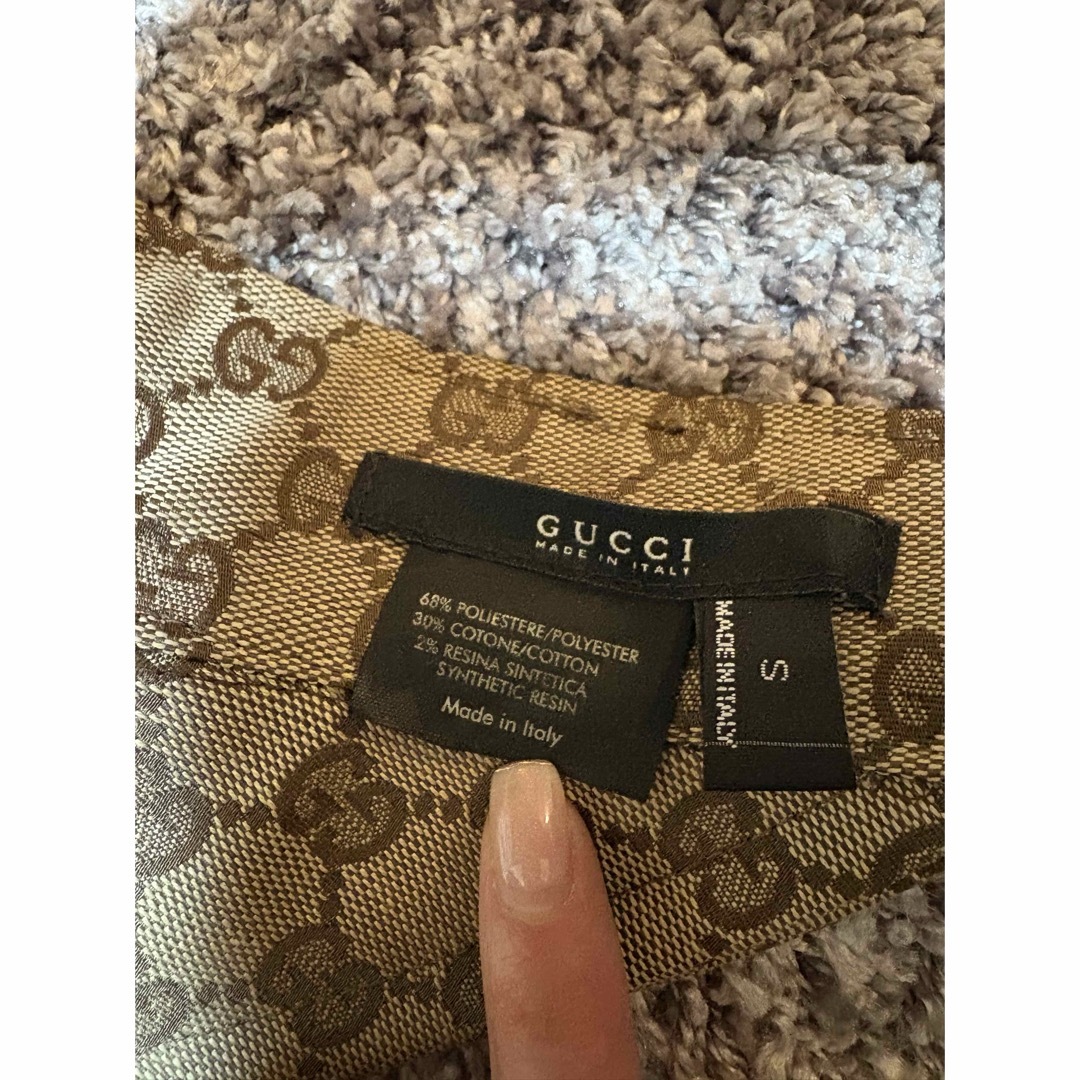 GUCCI
MADE IN ITALY
68% POLIESTERE/POLYESTER
30% COTONE/COTTON
2% RESINA SINTETICA
SYNTHETIC RESIN
Made in Italy
MADE IN ITALY
S